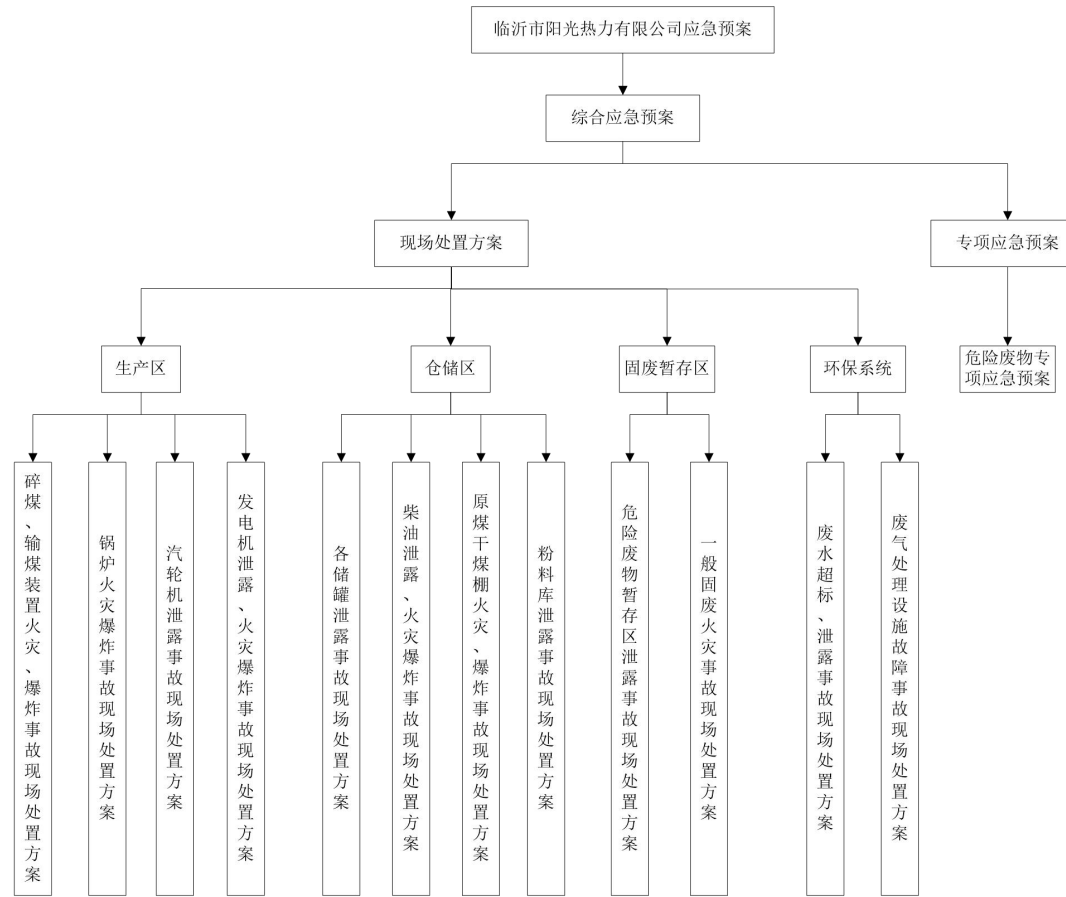 临沂市阳光热力有限公司应急预案
综合应急预案
现场处置方案
专项应急预案
生产区
仓储区
固废暂存区
环保系统
危险废物专
项应急预案
碎煤、输煤装置火灾、爆炸事故现场处置方案
锅炉火灾爆炸事故现场处置方案
汽轮机泄露事故现场处置方案
发电机泄露、火灾爆炸事故现场处置方案
各储罐泄露事故现场处置方案
柴油泄露、火灾爆炸事故现场处置方案
原煤干煤棚火灾、爆炸事故现场处置方案
粉料库泄露事故现场处置方案
危险废物暂存区泄露事故现场处置方案
一般固废火灾事故现场处置方案
废水超标、泄露事故现场处置方案
废气处理设施故障事故现场处置方案